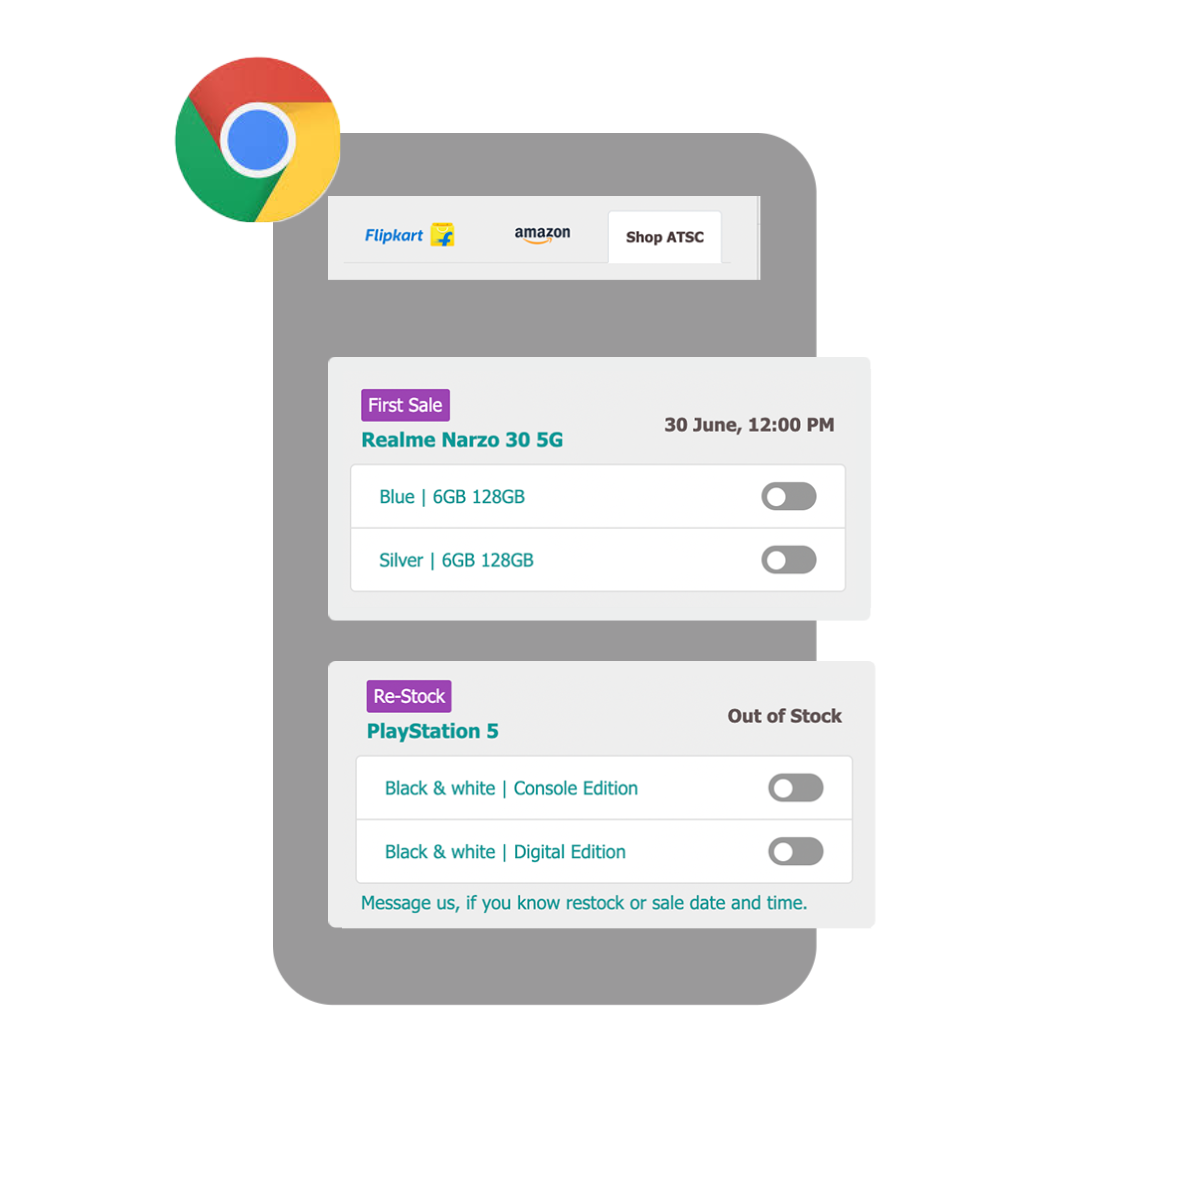 Flipkart
amazon
Shop ATSC
First Sale
Realme Narzo 30 5G
30 June, 12:00 PM
Blue | 6GB 128GB
Silver | 6GB 128GB
Re-Stock
PlayStation 5
Out of Stock
Black & white | Console Edition
Black & white | Digital Edition
Message us, if you know restock or sale date and time.